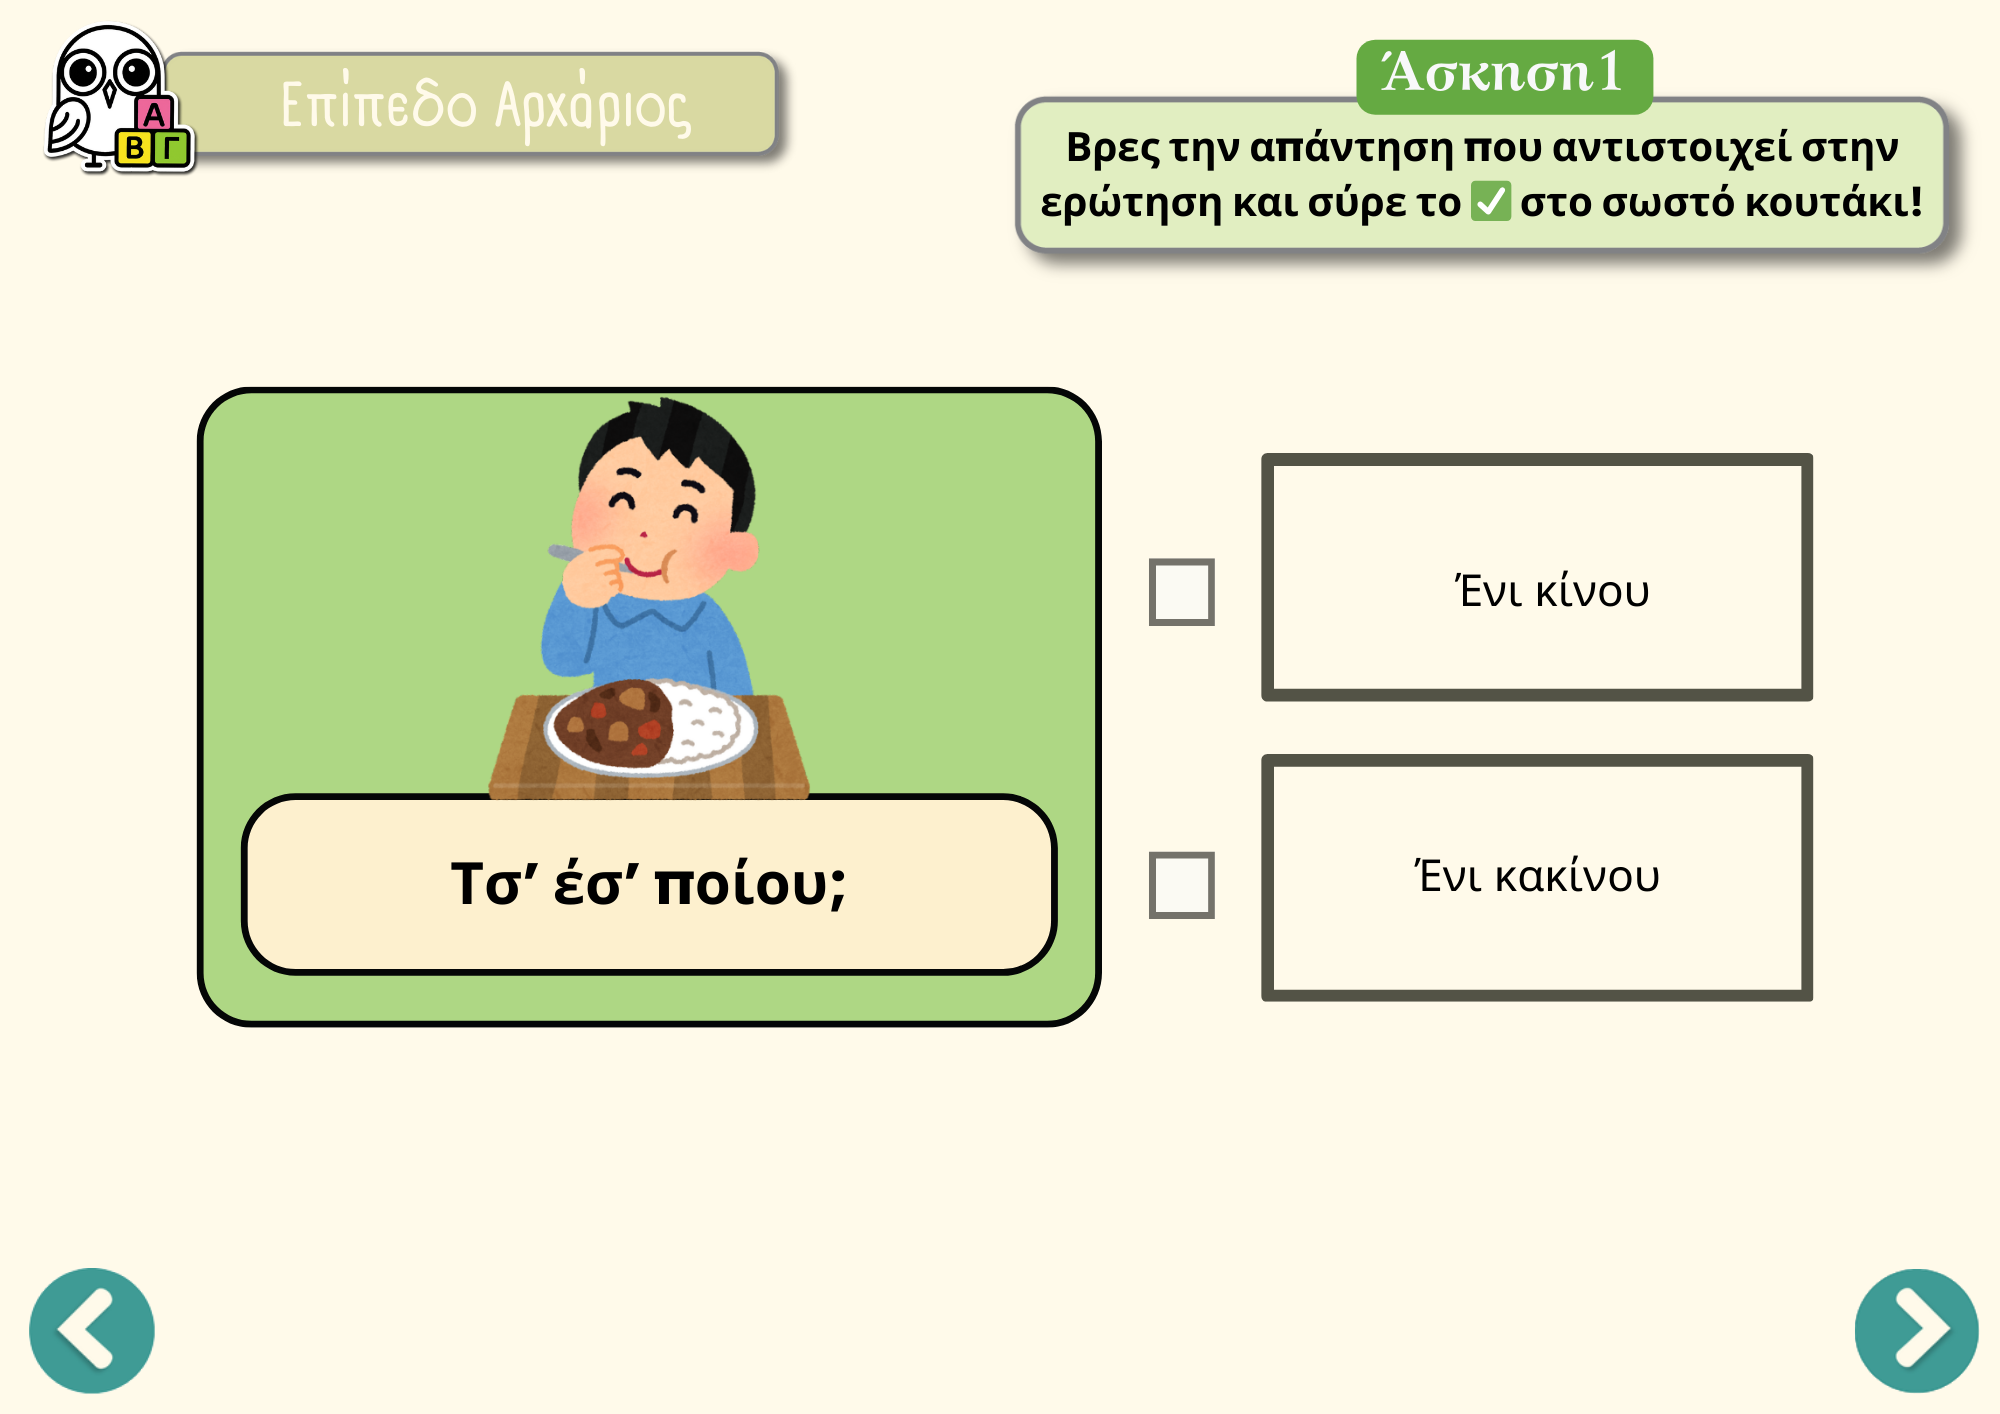 Α
Β Γ
Επίπεδο Αρχάριος
Άσκηση 1
Βρες την απάντηση που αντιστοιχεί στην
ερώτηση και σύρε το ✅ στο σωστό κουτάκι!
Τσ’ έσ’ ποίου;
Ένι κίνου
Ένι κακίνου